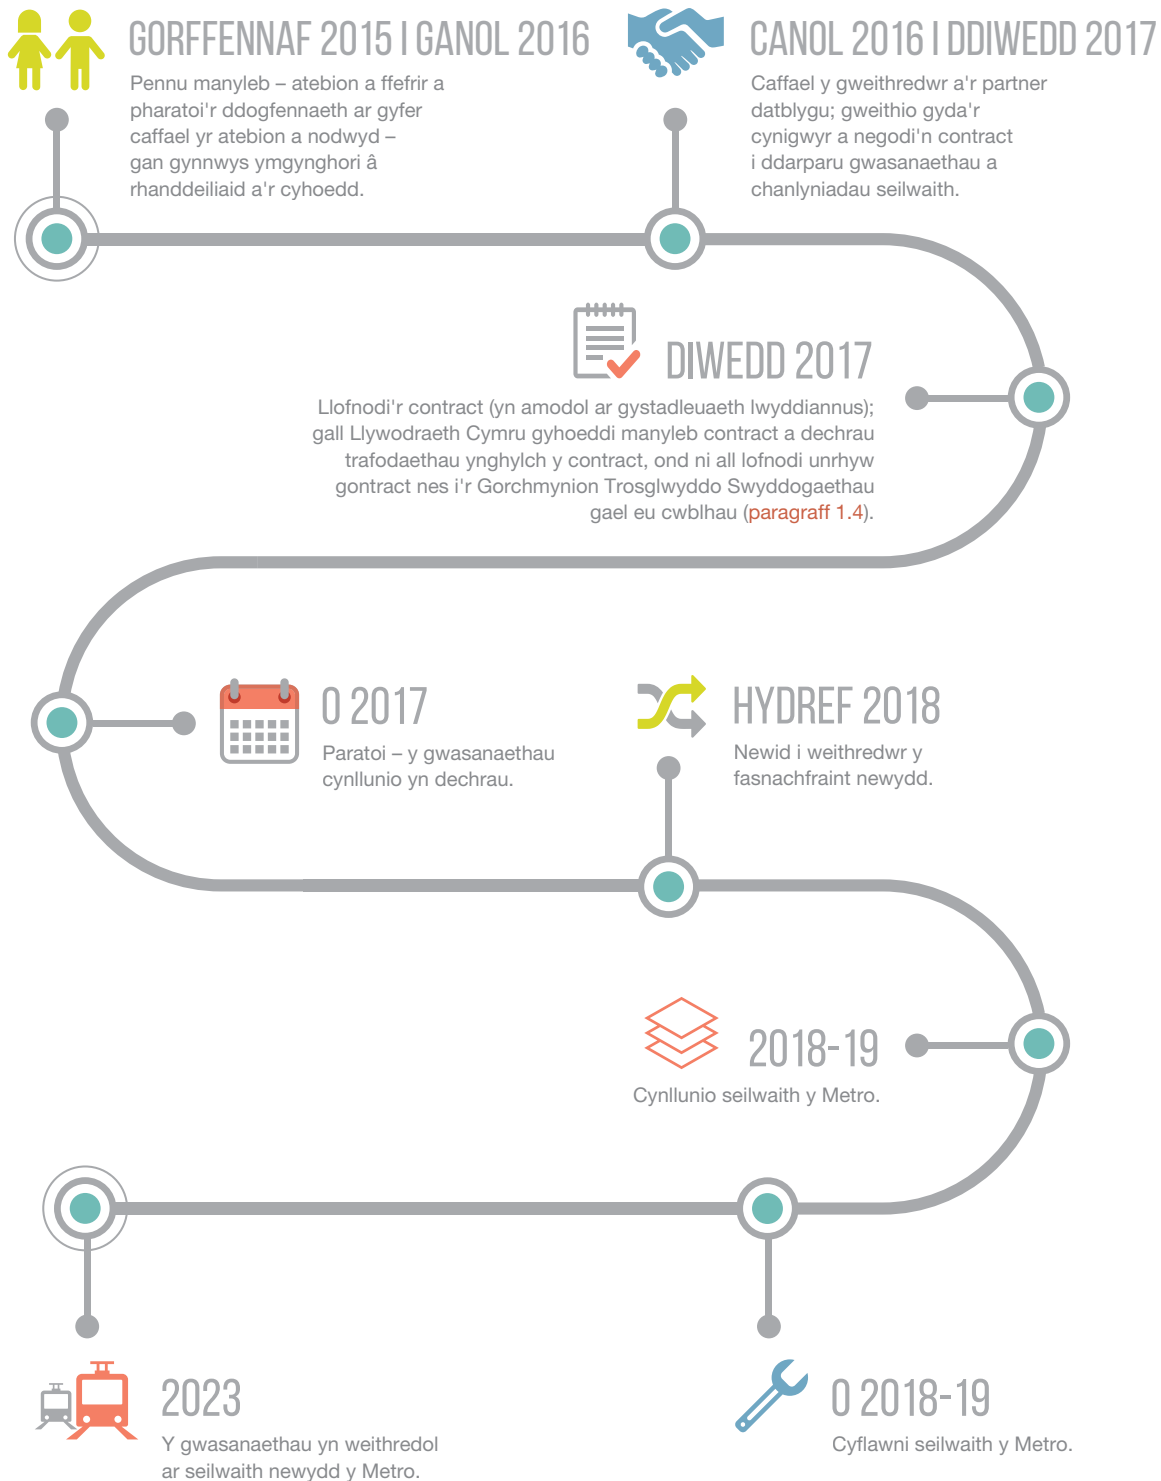 GORFFENNAF 2015 I GANOL 2016
Pennu manyleb – atebion a ffefrir a
pharatoi'r ddogfennaeth ar gyfer
caffael yr atebion a nodwyd –
gan gynnwys ymgynghori â
rhanddeiliaid a'r cyhoedd.
CANOL 2016 I DDIWEDD 2017
Caffael y gweithredwr a'r partner
datblygu; gweithio gyda'r
cynigwyr a negodi'n contract
i ddarparu gwasanaethau a
chanlyniadau seilwaith.
DIWEDD 2017
Llofnodi'r contract (yn amodol ar gystadleuaeth lwyddiannus);
gall Llywodraeth Cymru gyhoeddi manyleb contract a dechrau
trafodaethau ynghylch y contract, ond ni all lofnodi unrhyw
gontract nes i'r Gorchmynion Trosglwyddo Swyddogaethau
gael eu cwblhau (paragraff 1.4).
O 2017
Paratoi – y gwasanaethau
cynllunio yn dechrau.
HYDREF 2018
Newid i weithredwr y
fasnachfraint newydd.
2018-19
Cynllunio seilwaith y Metro.
O 2018-19
Cyflawni seilwaith y Metro.
2023
Y gwasanaethau yn weithredol
ar seilwaith newydd y Metro.